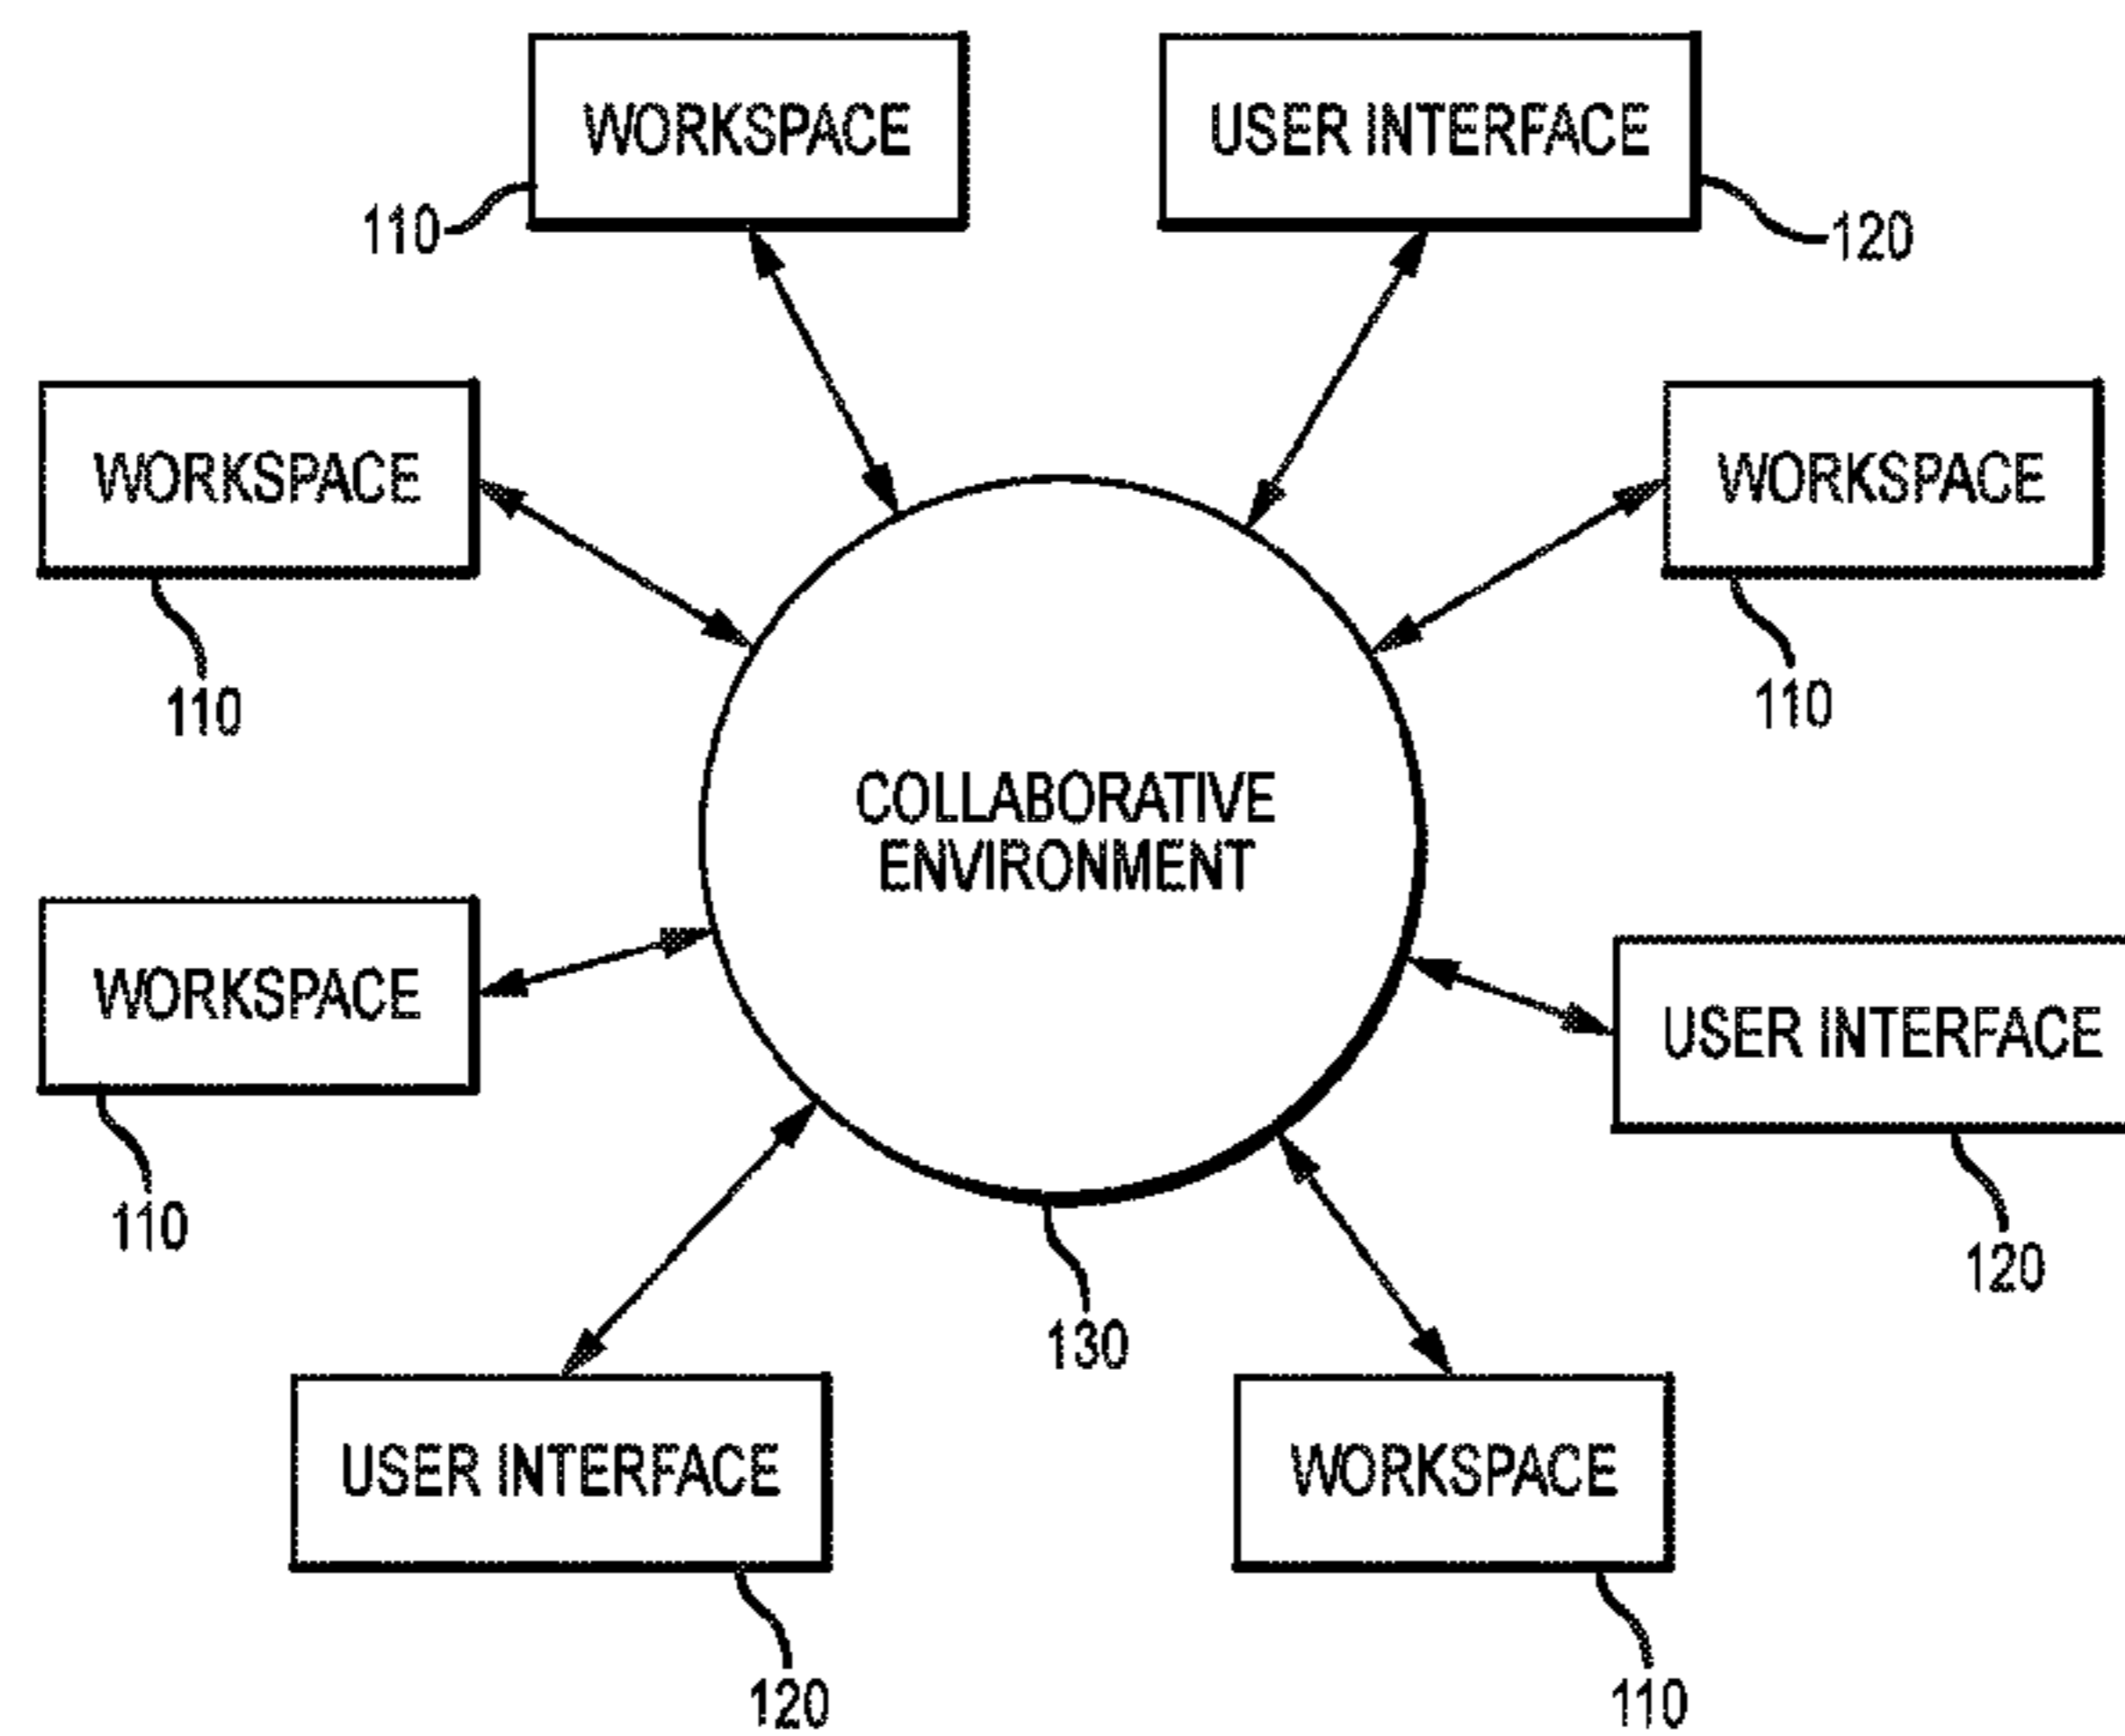 WORKSPACE
USER INTERFACE
110
120
WORKSPACE
WORKSPACE
110
110
COLLABORATIVE
ENVIRONMENT
WORKSPACE
USER INTERFACE
110
120
130
USER INTERFACE
WORKSPACE
120
110